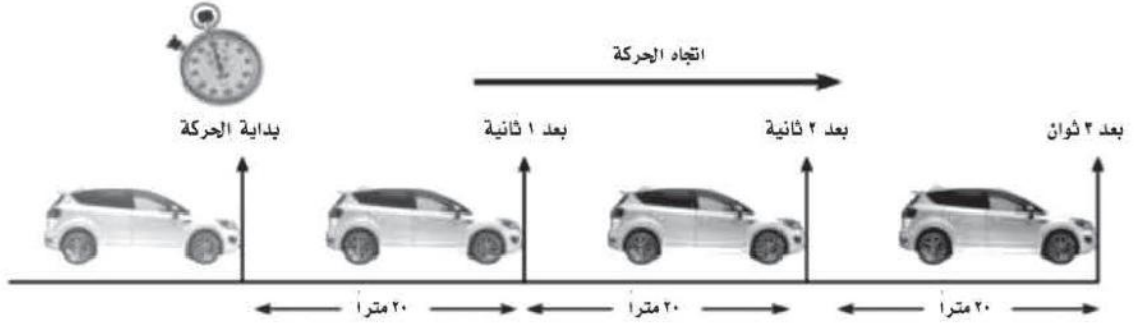 اتجاه الحركة
بداية الحركة
بعد ١ ثانية
بعد ٢ ثانية
بعد ٣ ثوان
٢٠ متراً
٢٠ متراً
٢٠ متراً